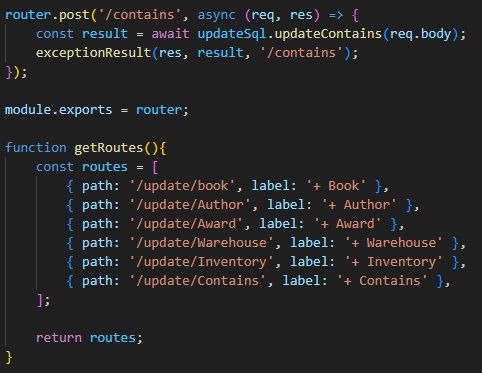 router.post('/contains', async (req, res) => {
    const result = await updateSql.updateContains(req.body);
    exceptionResult(res, result, '/contains');
});

module.exports = router;

function getRoutes(){
    const routes = [
        { path: '/update/book', label: '+ Book' },
        { path: '/update/Author', label: '+ Author' },
        { path: '/update/Award', label: '+ Award' },
        { path: '/update/Warehouse', label: '+ Warehouse' },
        { path: '/update/Inventory', label: '+ Inventory' },
        { path: '/update/Contains', label: '+ Contains' },
    ];

    return routes;
}